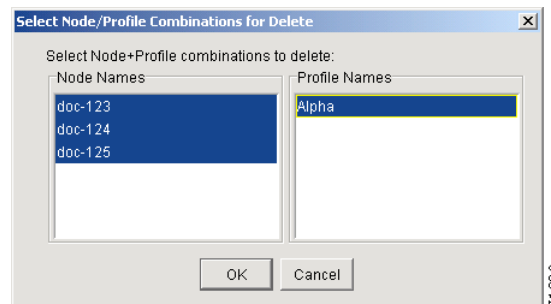 Select Node/Profile Combinations for Delete
Select Node+Profile combinations to delete:
Node Names
Profile Names
doc-123
doc-124
doc-125
Alpha
OK
Cancel